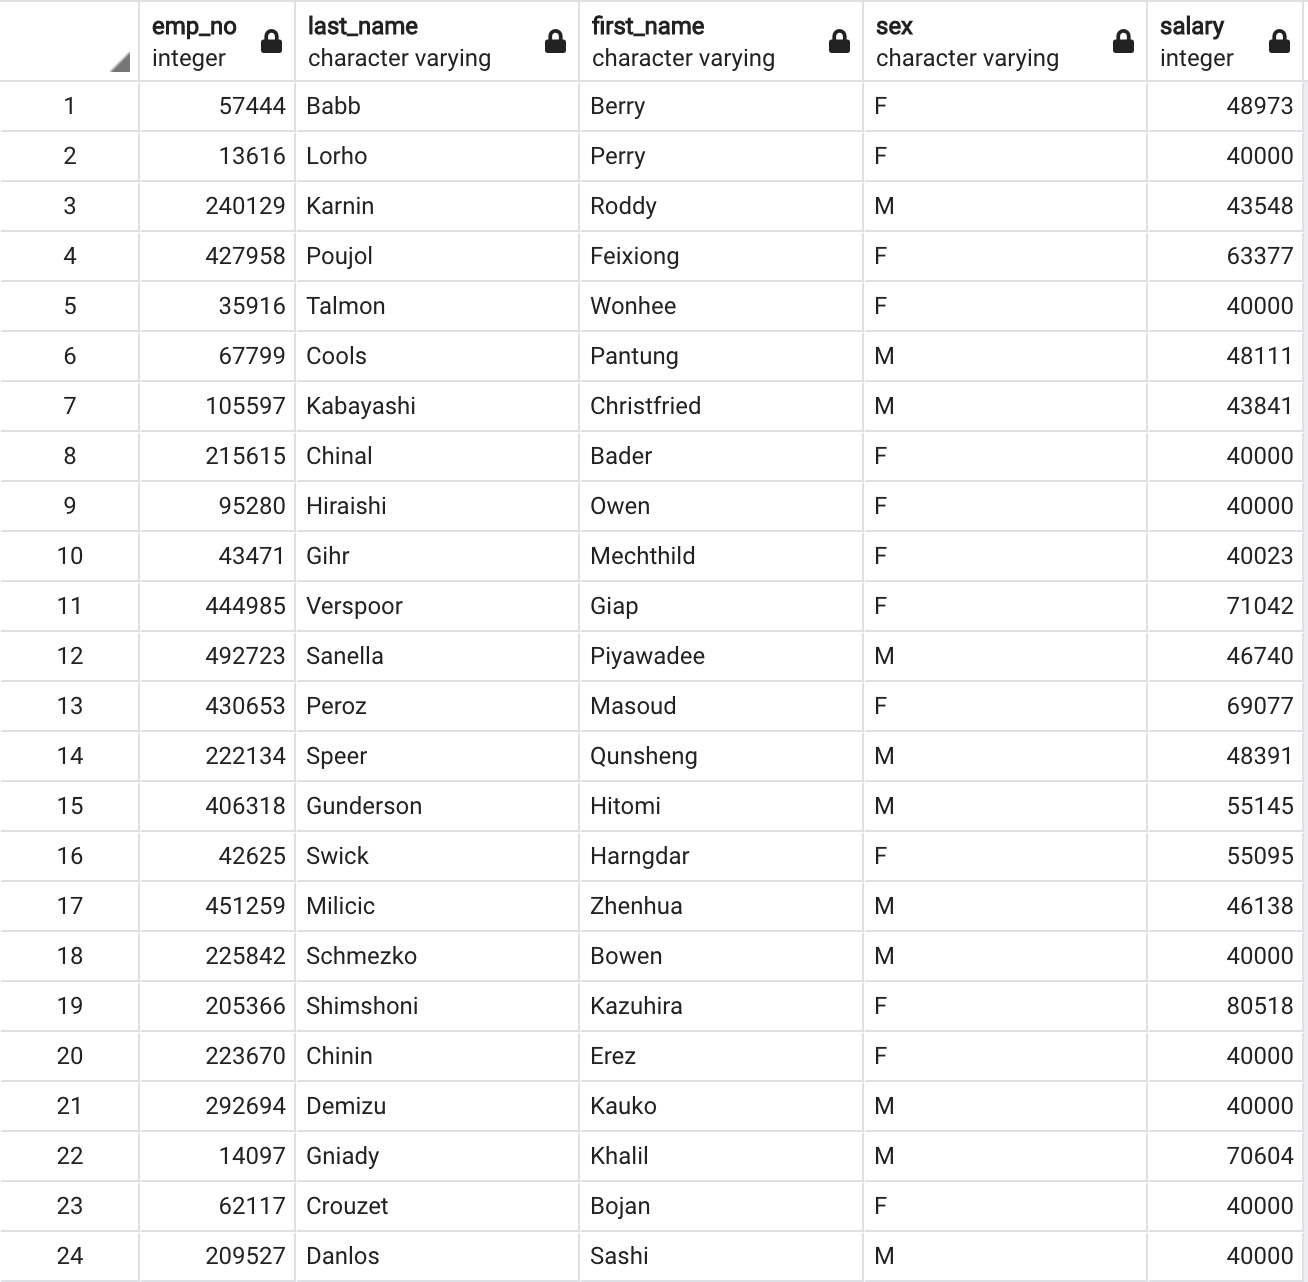 emp_no last_name first_name sex salary
integer character varying character varying character varying integer
1 57444 Babb Berry F 48973
2 13616 Lorho Perry F 40000
3 240129 Karnin Roddy M 43548
4 427958 Poujol Feixiong F 63377
5 35916 Talmon Wonhee F 40000
6 67799 Cools Pantung M 48111
7 105597 Kabayashi Christfried M 43841
8 215615 Chinal Bader F 40000
9 95280 Hiraishi Owen F 40000
10 43471 Gihr Mechthild F 40023
11 444985 Verspoor Giap F 71042
12 492723 Sanella Piyawadee M 46740
13 430653 Peroz Masoud F 69077
14 222134 Speer Qunsheng M 48391
15 406318 Gunderson Hitomi M 55145
16 42625 Swick Harngdar F 55095
17 451259 Milicic Zhenhua M 46138
18 225842 Schmezko Bowen M 40000
19 205366 Shimshoni Kazuhira F 80518
20 223670 Chinin Erez F 40000
21 292694 Demizu Kauko M 40000
22 14097 Gniady Khalil M 70604
23 62117 Crouzet Bojan F 40000
24 209527 Danlos Sashi M 40000